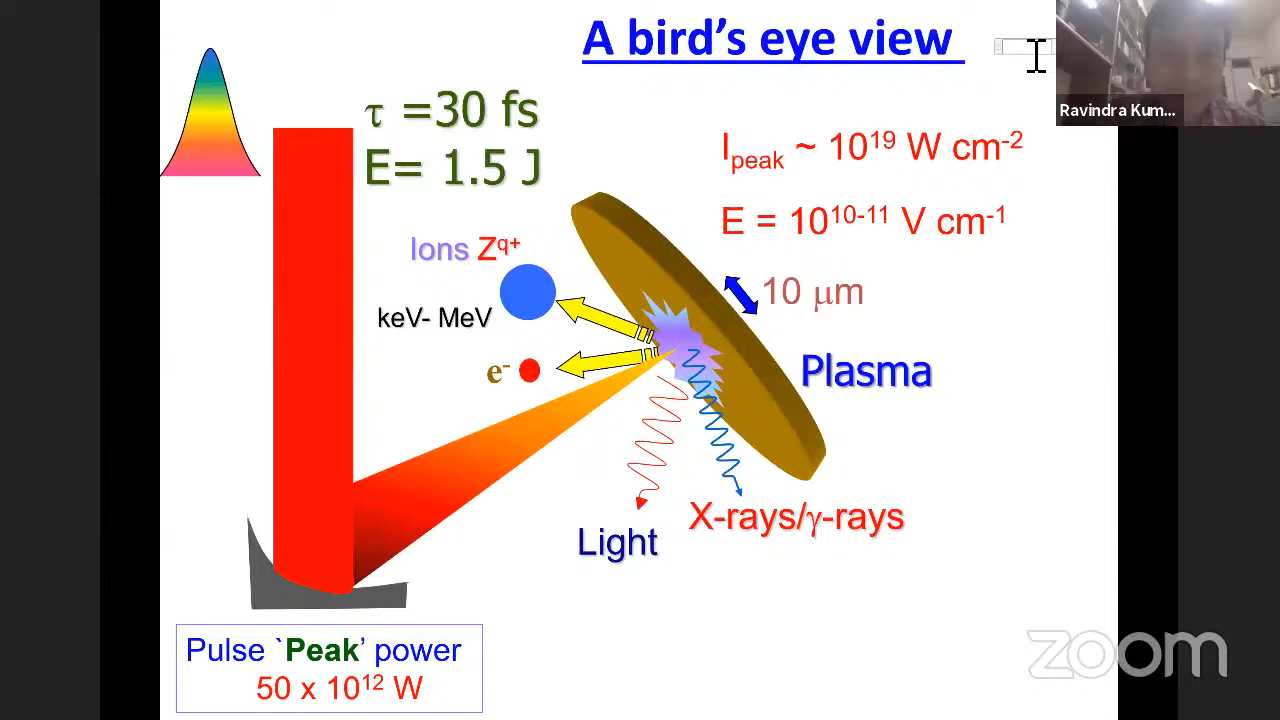 A bird’s eye view
Ravindra Kum...
τ =30 fs
E= 1.5 J
I_peak ~ 10^19 W cm^-2
E = 10^10-11 V cm^-1
Ions Z^q+
keV- MeV
10 μm
e^-
Plasma
X-rays/γ-rays
Light
Pulse `Peak’ power
50 x 10^12 W
zoom